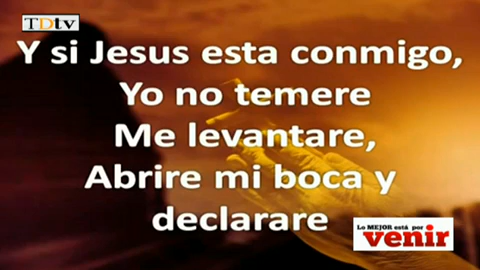 TDtv
Y si Jesus esta conmigo,
Yo no temere
Me levantare,
Abrire mi boca y
declarare
Lo MEJOR está por
venir